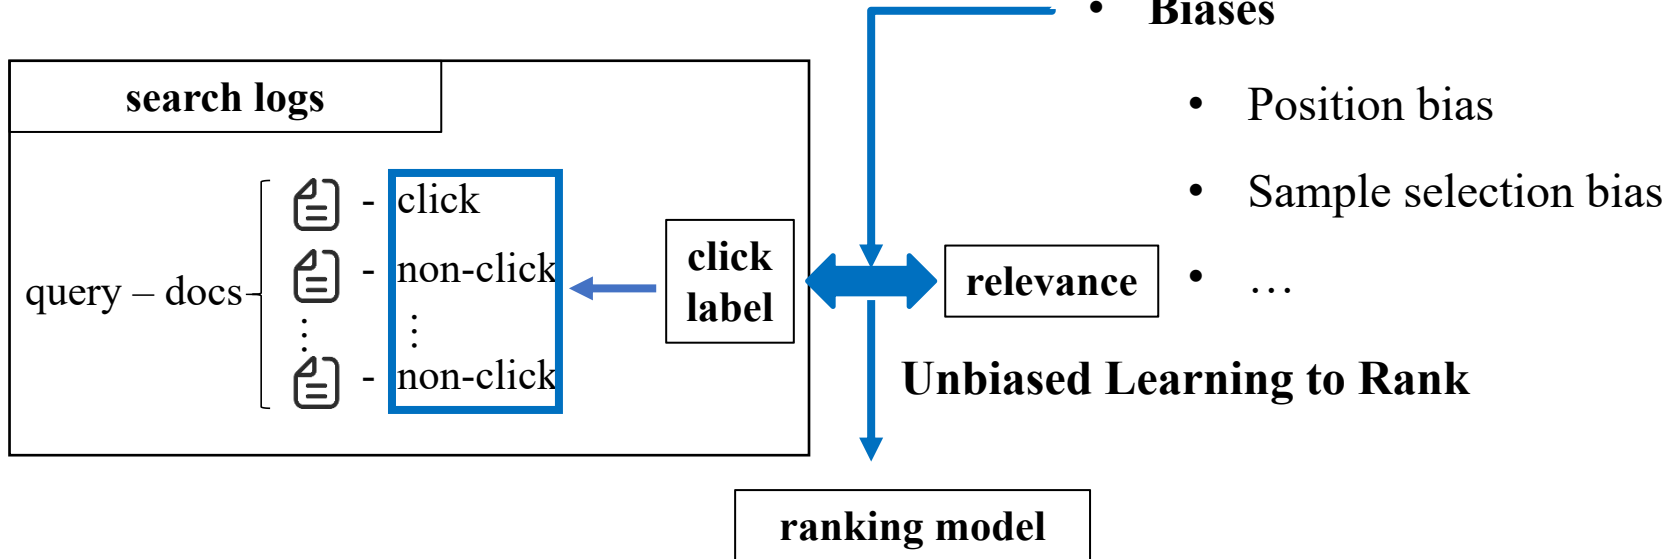 • Biases
search logs
• Position bias
• Sample selection bias
• …
query – docs
- click
- non-click
⋮ ⋮
- non-click
click
label
relevance
Unbiased Learning to Rank
ranking model